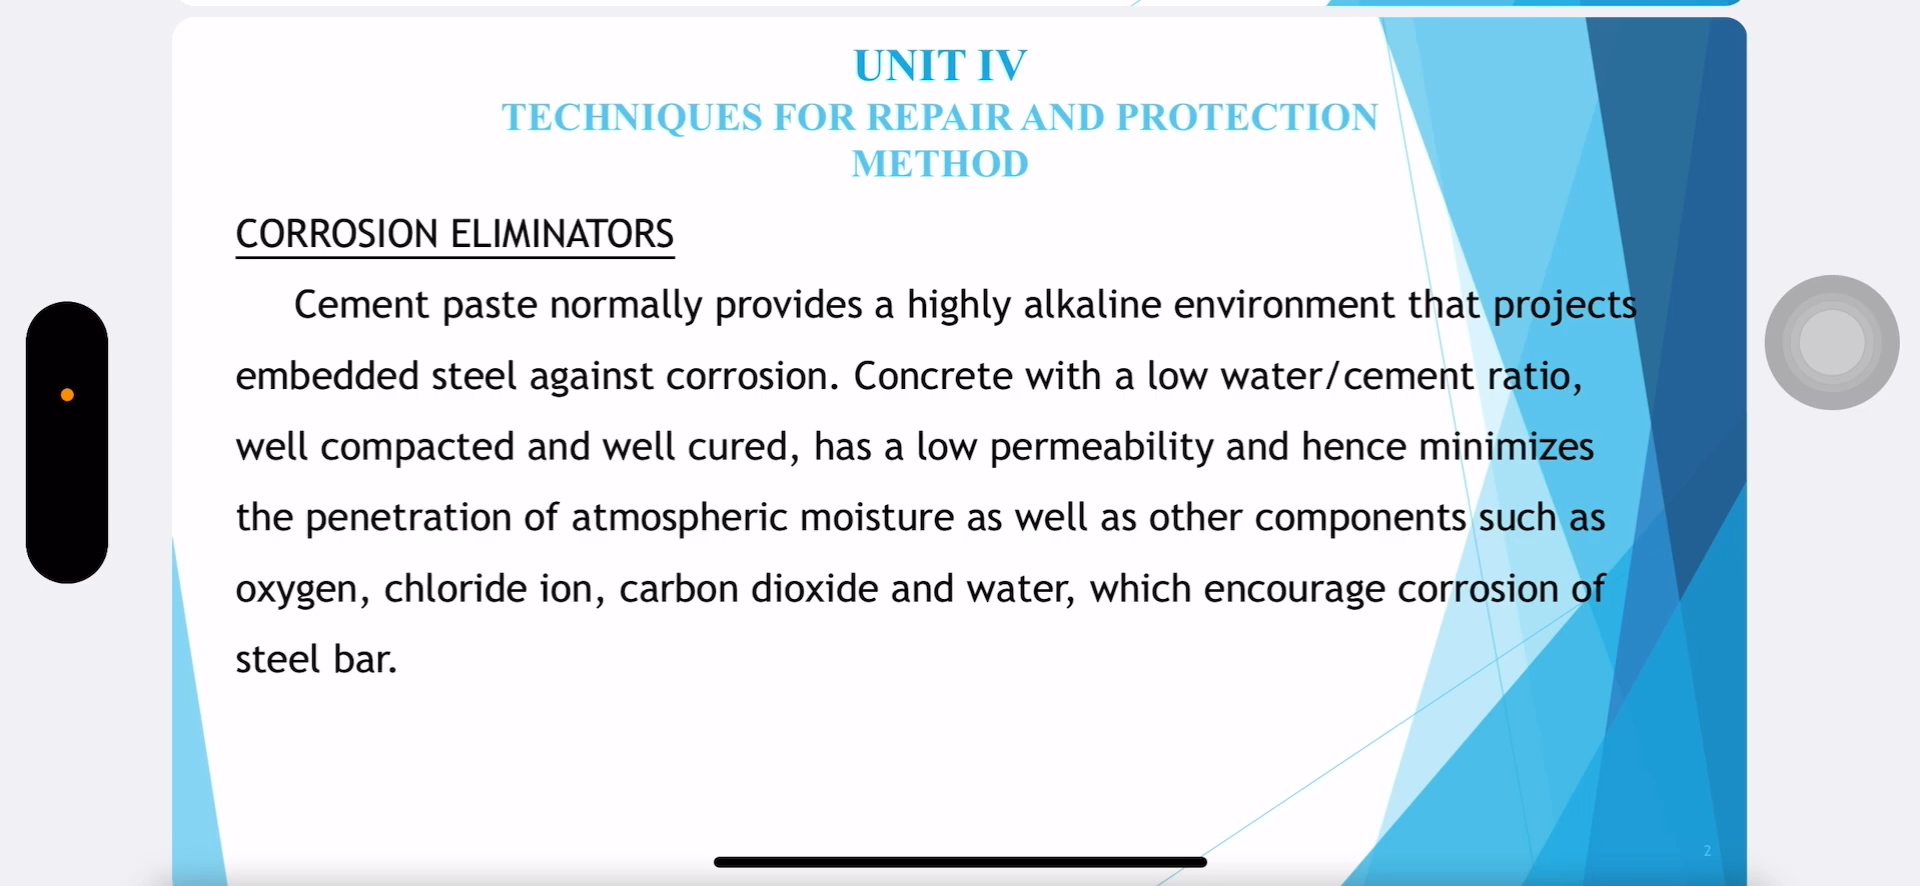 UNIT IV
TECHNIQUES FOR REPAIR AND PROTECTION
METHOD
CORROSION ELIMINATORS
Cement paste normally provides a highly alkaline environment that projects
embedded steel against corrosion. Concrete with a low water/cement ratio,
well compacted and well cured, has a low permeability and hence minimizes
the penetration of atmospheric moisture as well as other components such as
oxygen, chloride ion, carbon dioxide and water, which encourage corrosion of
steel bar.
2